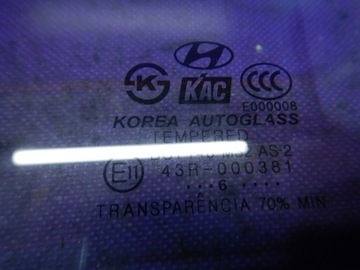 KAC
E000008
KOREA AUTOGLASS
TEMPERED
AS 2
E11 43R-000381
...6....
TRANSPARÊNCIA 70% MIN